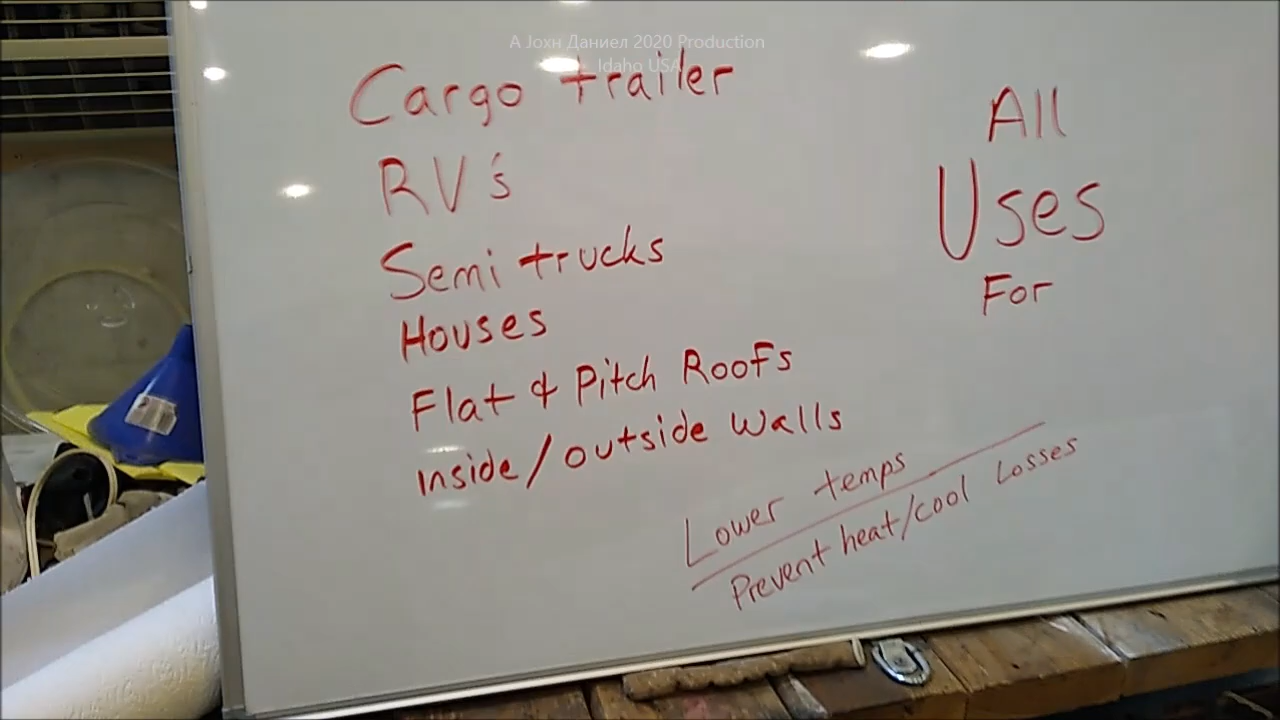 A Joхн Даниел 2020 Production
Idaho USA
Cargo trailer
RV's
Semi trucks
Houses
Flat & Pitch Roofs
Inside/outside walls
All
Uses
For
Lower temps
Prevent heat/cool Losses